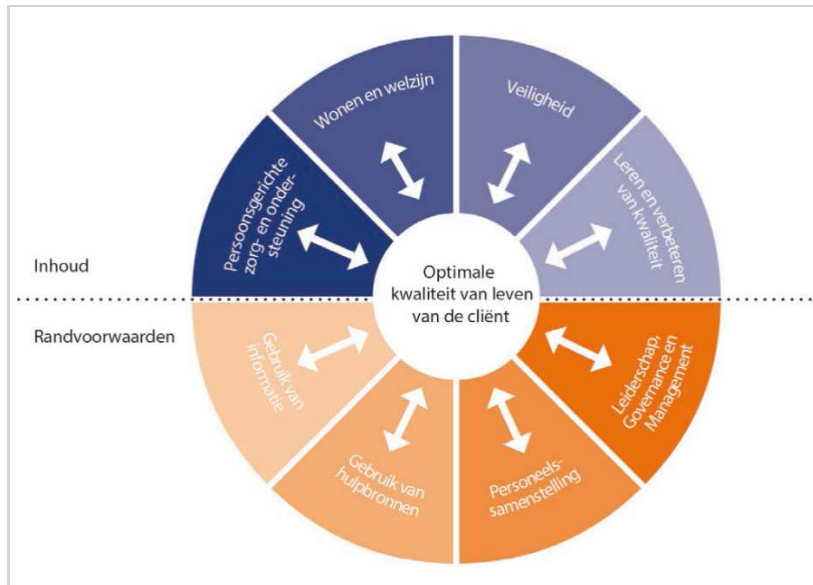 Wonen en welzijn
Veiligheid
Persoonsgerichte
zorg- en onder-
steuning
Leren en verbeteren
van kwaliteit
Inhoud
Optimale
kwaliteit van leven
van de cliënt
Randvoorwaarden
Gebruik van
informatie
Leiderschap,
Governance en
Management
Gebruik van
hulpbronnen
Personeels-
samenstelling